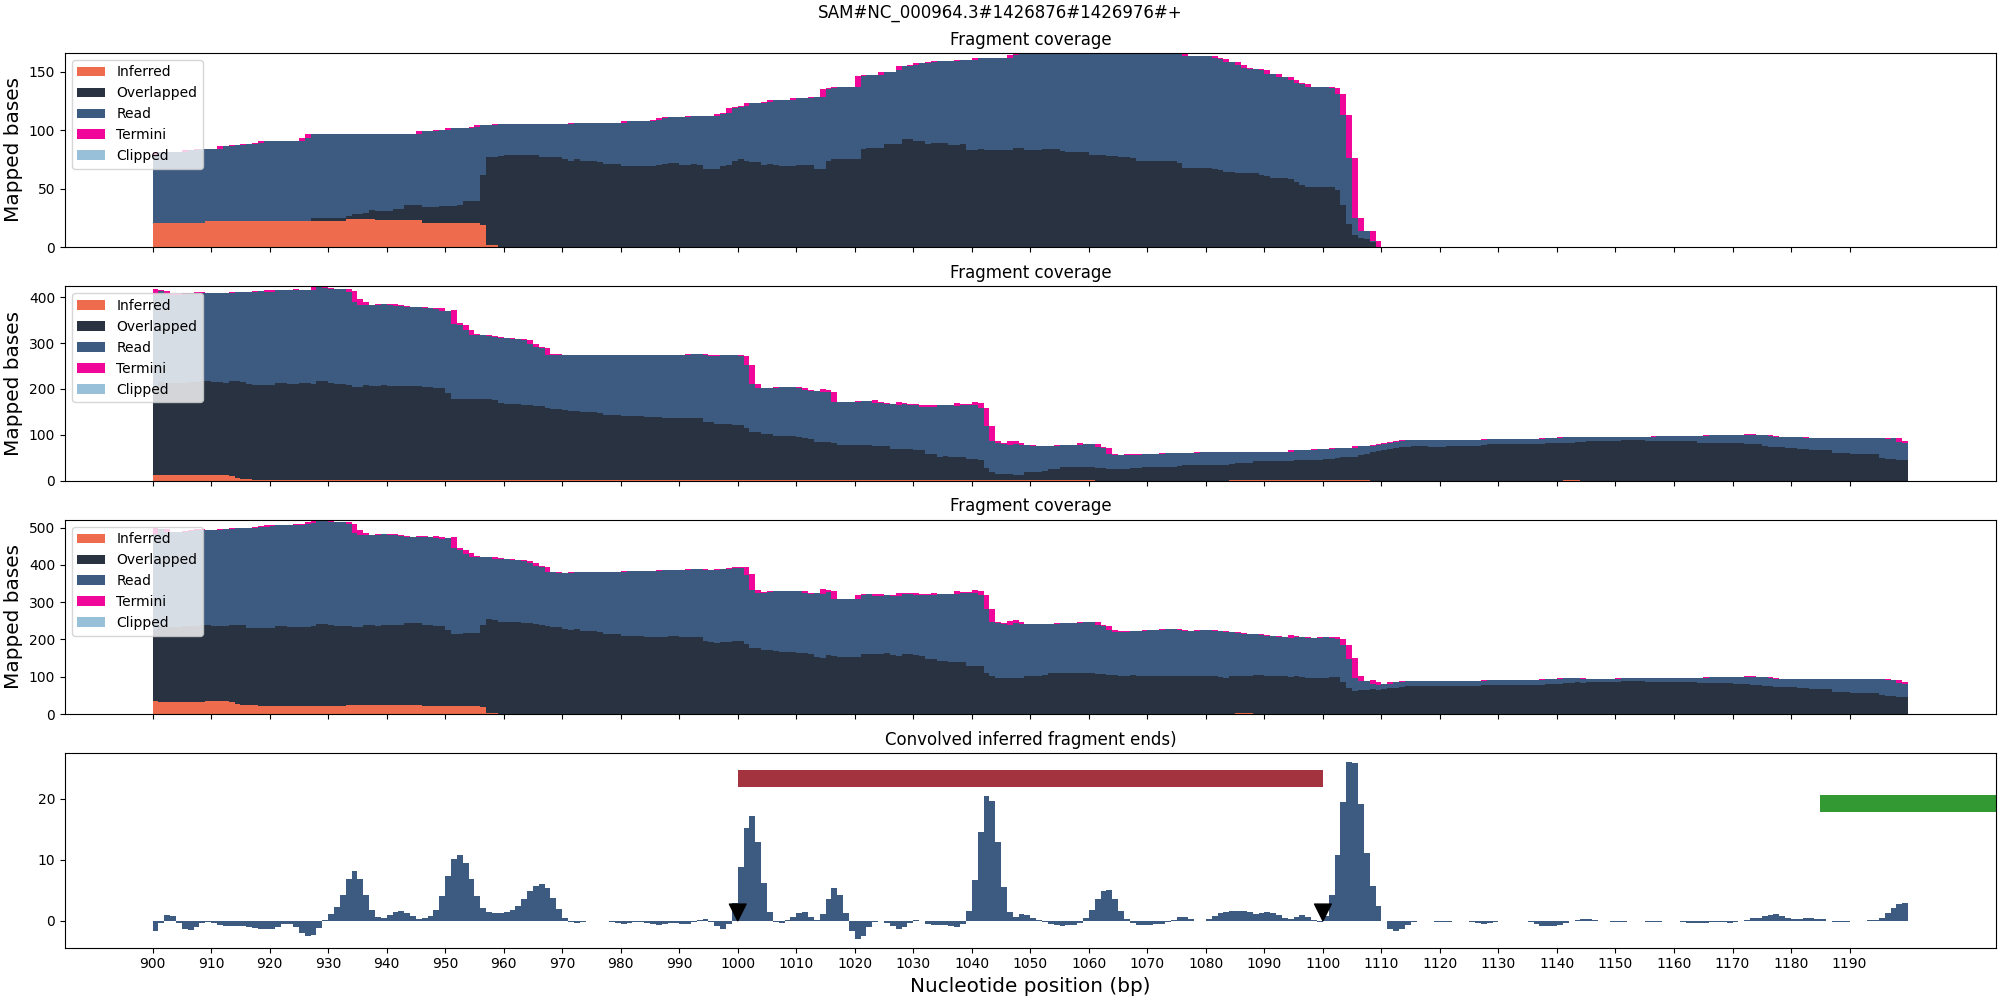 SAM#NC_000964.3#1426876#1426976#+
Fragment coverage
Mapped bases
150
100
50
0
Inferred
Overlapped
Read
Termini
Clipped
Fragment coverage
Mapped bases
400
300
200
100
0
Inferred
Overlapped
Read
Termini
Clipped
Fragment coverage
Mapped bases
500
400
300
200
100
0
Inferred
Overlapped
Read
Termini
Clipped
Convolved inferred fragment ends)
20
10
0
900 910 920 930 940 950 960 970 980 990 1000 1010 1020 1030 1040 1050 1060 1070 1080 1090 1100 1110 1120 1130 1140 1150 1160 1170 1180 1190
Nucleotide position (bp)